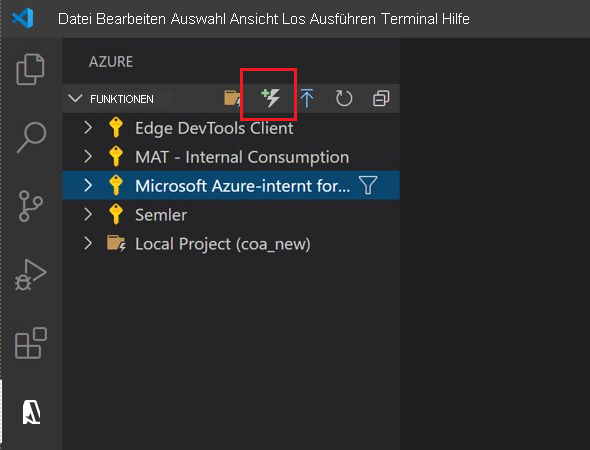 Datei Bearbeiten Auswahl Ansicht Los Ausführen Terminal Hilfe
AZURE
FUNKTIONEN
Edge DevTools Client
MAT - Internal Consumption
Microsoft Azure-internt for...
Semler
Local Project (coa_new)